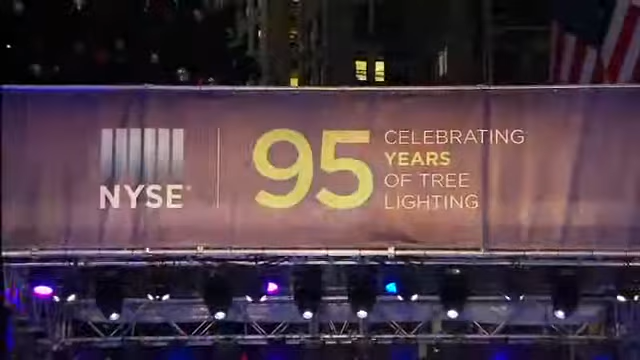 NYSE
95
CELEBRATING
YEARS
OF TREE
LIGHTING